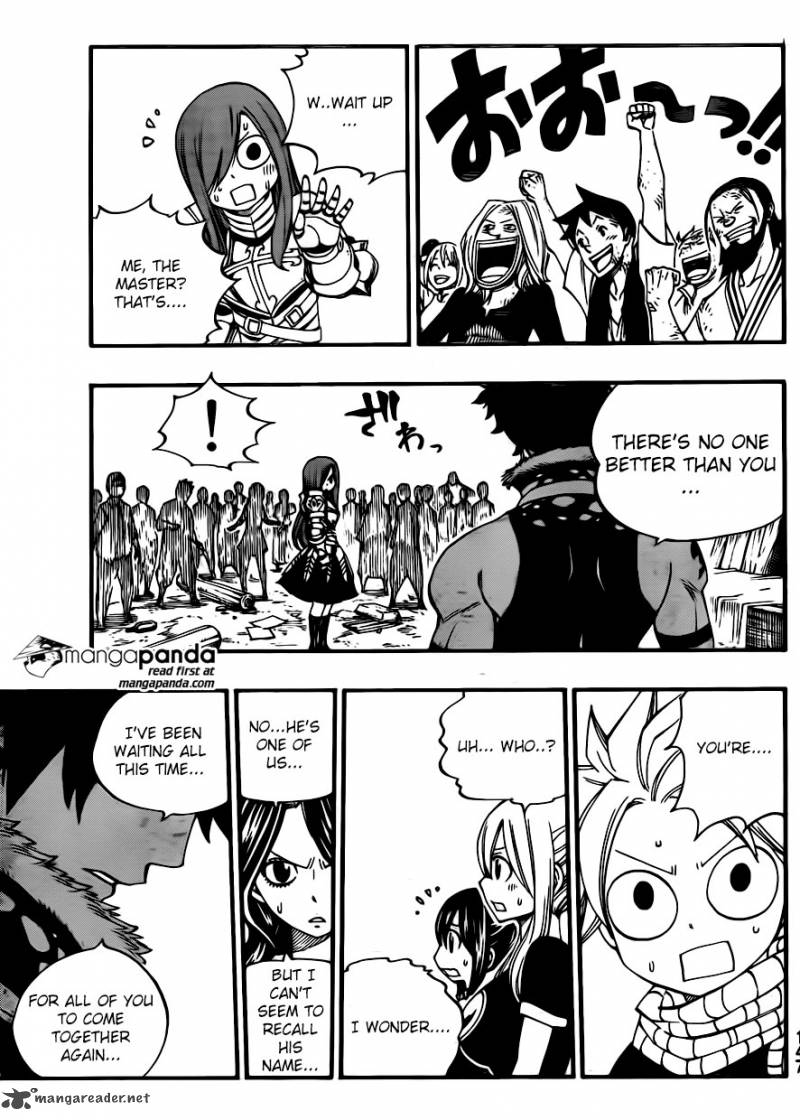 おおお〜っ!!
W..WAIT UP
...
ME, THE
MASTER?
THAT'S....
THERE'S NO ONE
BETTER THAN YOU
...
ざわっ
!
mangapanda
read first at
mangapanda.com
YOU'RE....
UH... WHO..?
I WONDER....
NO...HE'S
ONE OF
US...
BUT I
CAN'T
SEEM TO
RECALL
HIS
NAME...
I'VE BEEN
WAITING ALL
THIS TIME...
FOR ALL OF YOU
TO COME
TOGETHER
AGAIN...
147
mangareader.net